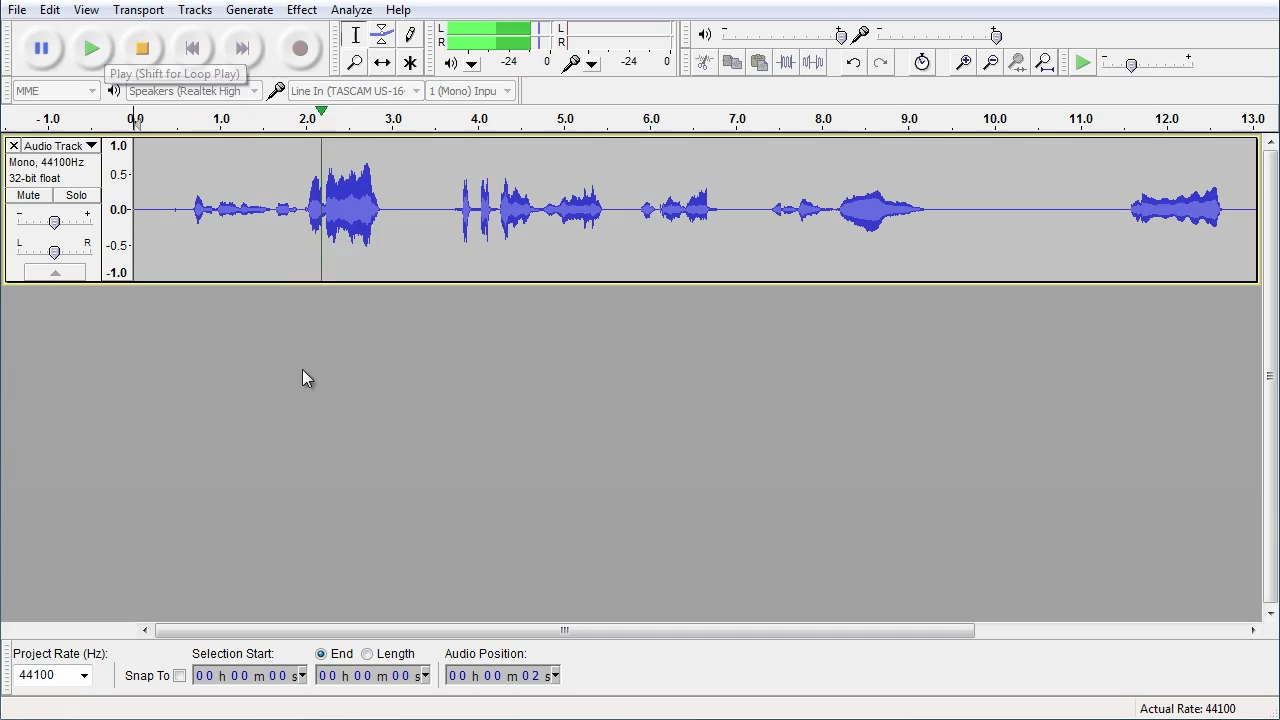 File Edit View Transport Tracks Generate Effect Analyze Help
L R -24 0
L R -24 0
Play (Shift for Loop Play)
MME Speakers (Realtek High Line In (TASCAM US-16 1 (Mono) Inpu
-1.0 0.0 1.0 2.0 3.0 4.0 5.0 6.0 7.0 8.0 9.0 10.0 11.0 12.0 13.0
Audio Track
Mono, 44100Hz
32-bit float
Mute Solo
- +
L R
1.0
0.5
0.0
-0.5
-1.0
Project Rate (Hz): Selection Start: End Length Audio Position:
44100 Snap To 00 h 00 m 00 s 00 h 00 m 00 s 00 h 00 m 02 s
Actual Rate: 44100